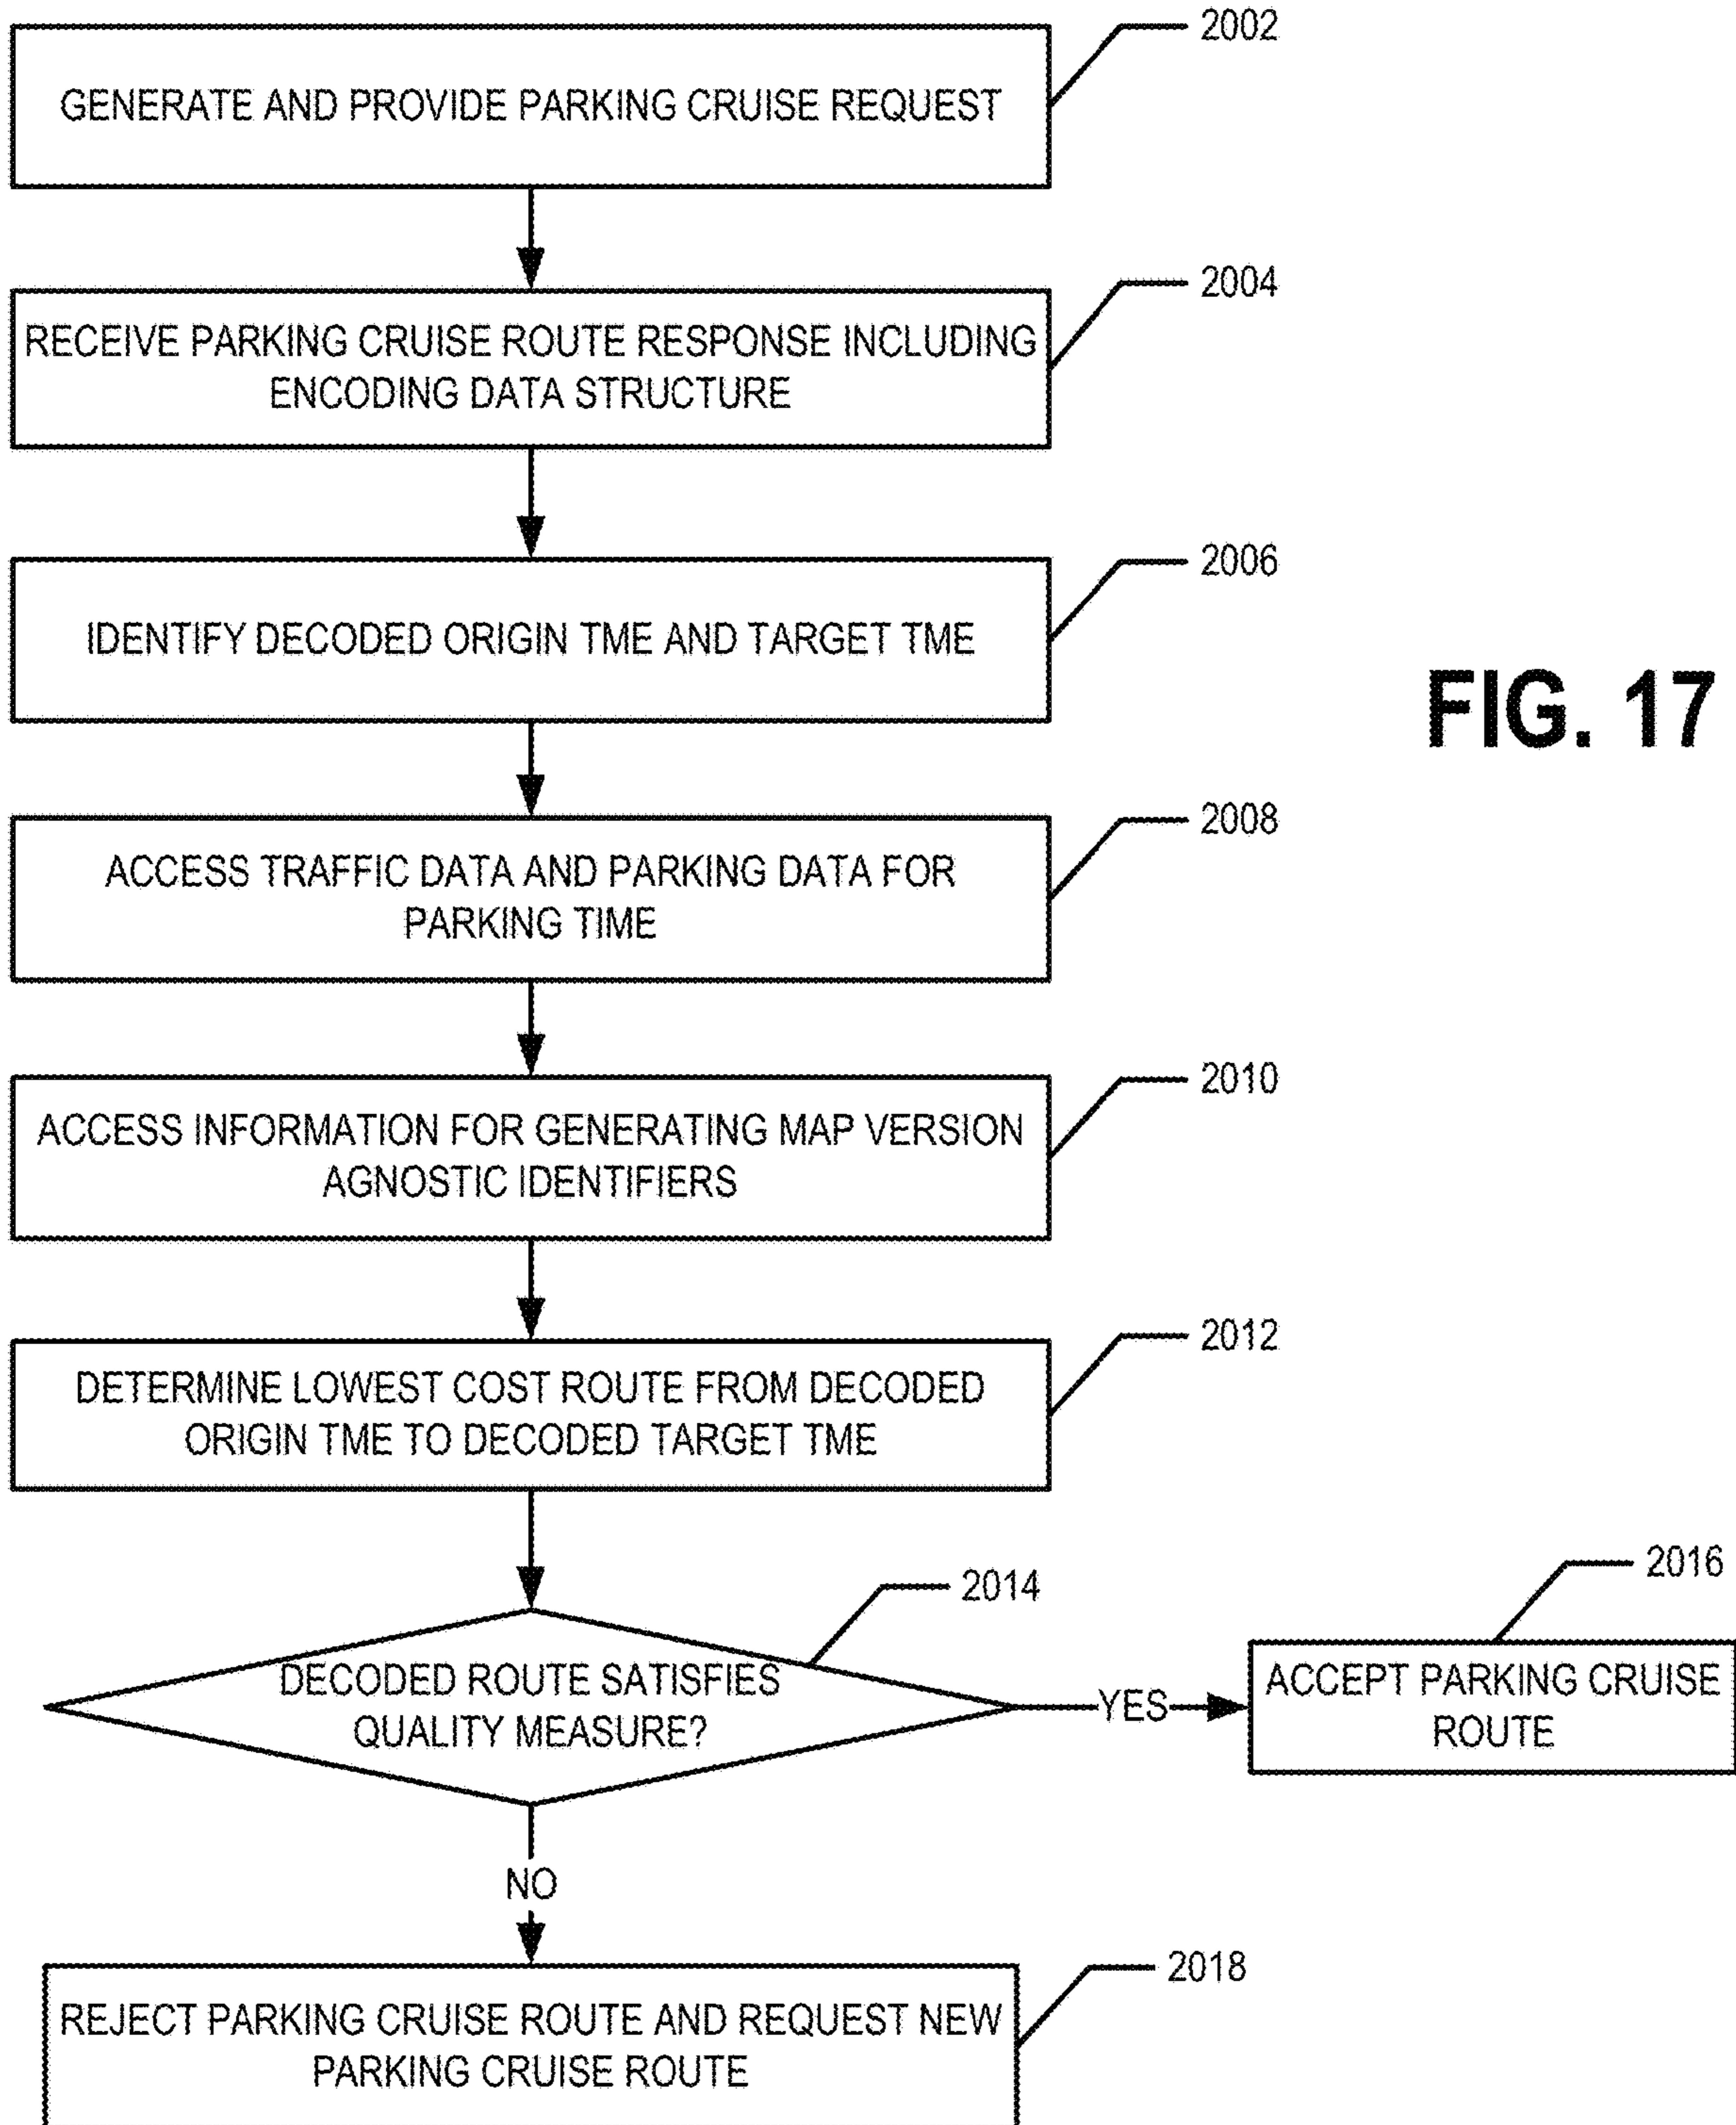 2002
GENERATE AND PROVIDE PARKING CRUISE REQUEST
2004
RECEIVE PARKING CRUISE ROUTE RESPONSE INCLUDING
ENCODING DATA STRUCTURE
2006
IDENTIFY DECODED ORIGIN TME AND TARGET TME
FIG. 17
2008
ACCESS TRAFFIC DATA AND PARKING DATA FOR
PARKING TIME
2010
ACCESS INFORMATION FOR GENERATING MAP VERSION
AGNOSTIC IDENTIFIERS
2012
DETERMINE LOWEST COST ROUTE FROM DECODED
ORIGIN TME TO DECODED TARGET TME
2014
DECODED ROUTE SATISFIES
QUALITY MEASURE?
YES
2016
ACCEPT PARKING CRUISE
ROUTE
NO
2018
REJECT PARKING CRUISE ROUTE AND REQUEST NEW
PARKING CRUISE ROUTE